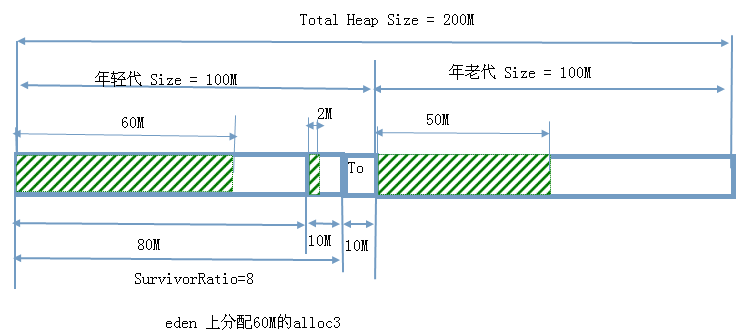 Total Heap Size = 200M
年轻代 Size = 100M
年老代 Size = 100M
60M
2M
50M
To
80M
10M
10M
SurvivorRatio=8
eden 上分配60M的alloc3